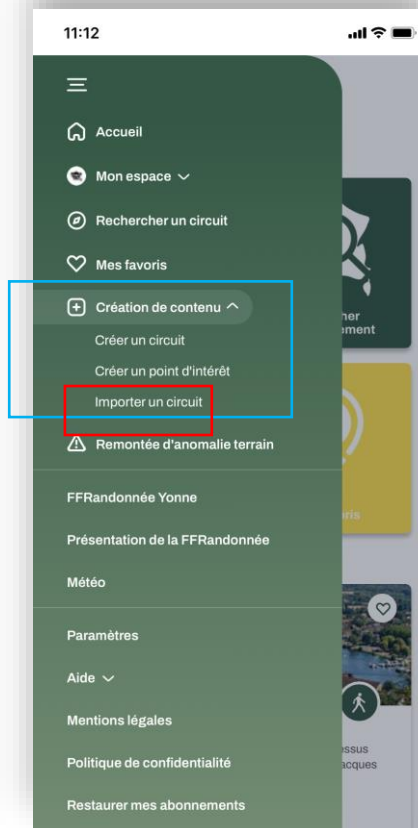 11:12
Accueil
Mon espace
Rechercher un circuit
Mes favoris
Création de contenu
Créer un circuit
Créer un point d'intérêt
Importer un circuit
Remontée d'anomalie terrain
FFRandonnée Yonne
Présentation de la FFRandonnée
Météo
Paramètres
Aide
Mentions légales
Politique de confidentialité
Restaurer mes abonnements